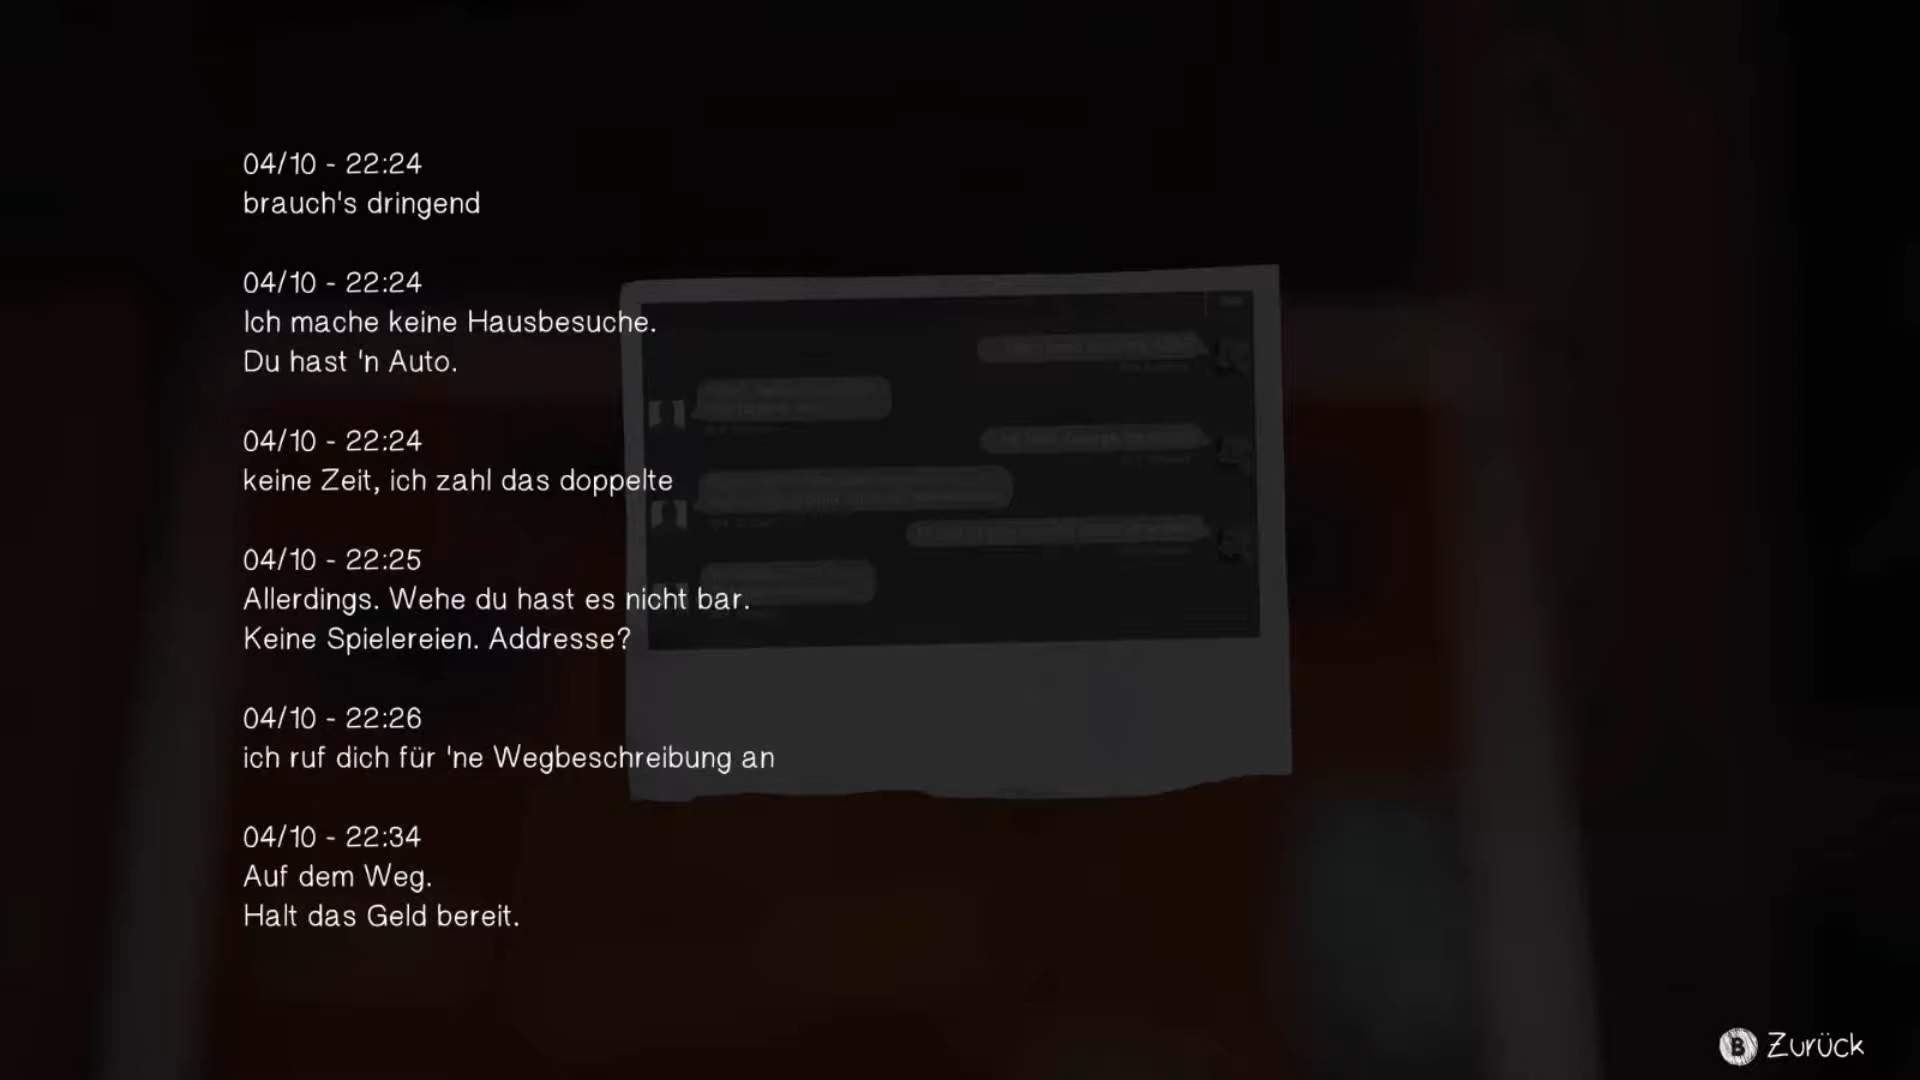 04/10 - 22:24
brauch's dringend
04/10 - 22:24
Ich mache keine Hausbesuche.
Du hast 'n Auto.
04/10 - 22:24
keine Zeit, ich zahl das doppelte
04/10 - 22:25
Allerdings. Wehe du hast es nicht bar.
Keine Spielereien. Addresse?
04/10 - 22:26
ich ruf dich für 'ne Wegbeschreibung an
04/10 - 22:34
Auf dem Weg.
Halt das Geld bereit.
B Zurück